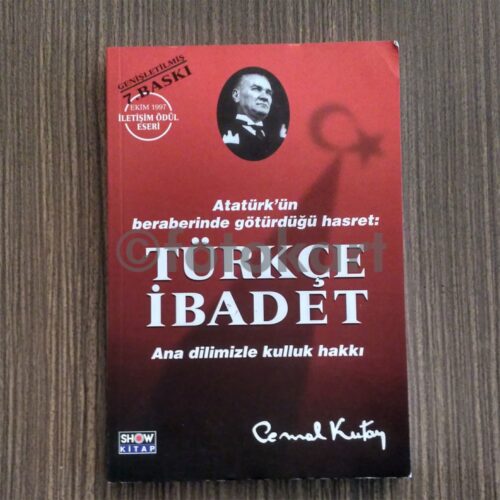 GENİŞLETİLMİŞ
7. BASKI
EKİM 1997
İLETİŞİM ÖDÜL
ESERİ
Atatürk'ün
beraberinde götürdüğü hasret:
©fotokart
TÜRKÇE
İBADET
Ana dilimizle kulluk hakkı
Cemal Kutay
SHOW
KİTAP